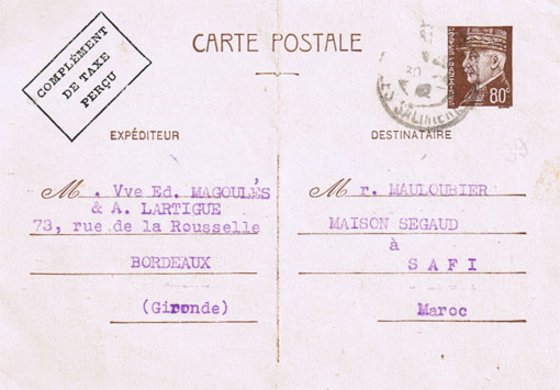 COMPLÉMENT
DE TAXE
PERÇU
CARTE POSTALE
80c
EXPÉDITEUR
M. Vve Ed. MAGOULÈS
& A. LARTIGUE
73, rue de la Rousselle
BORDEAUX
(Gironde)
DESTINATAIRE
Mr. MAULOUBIER
MAISON SEGAUD
à
SAFI
Maroc